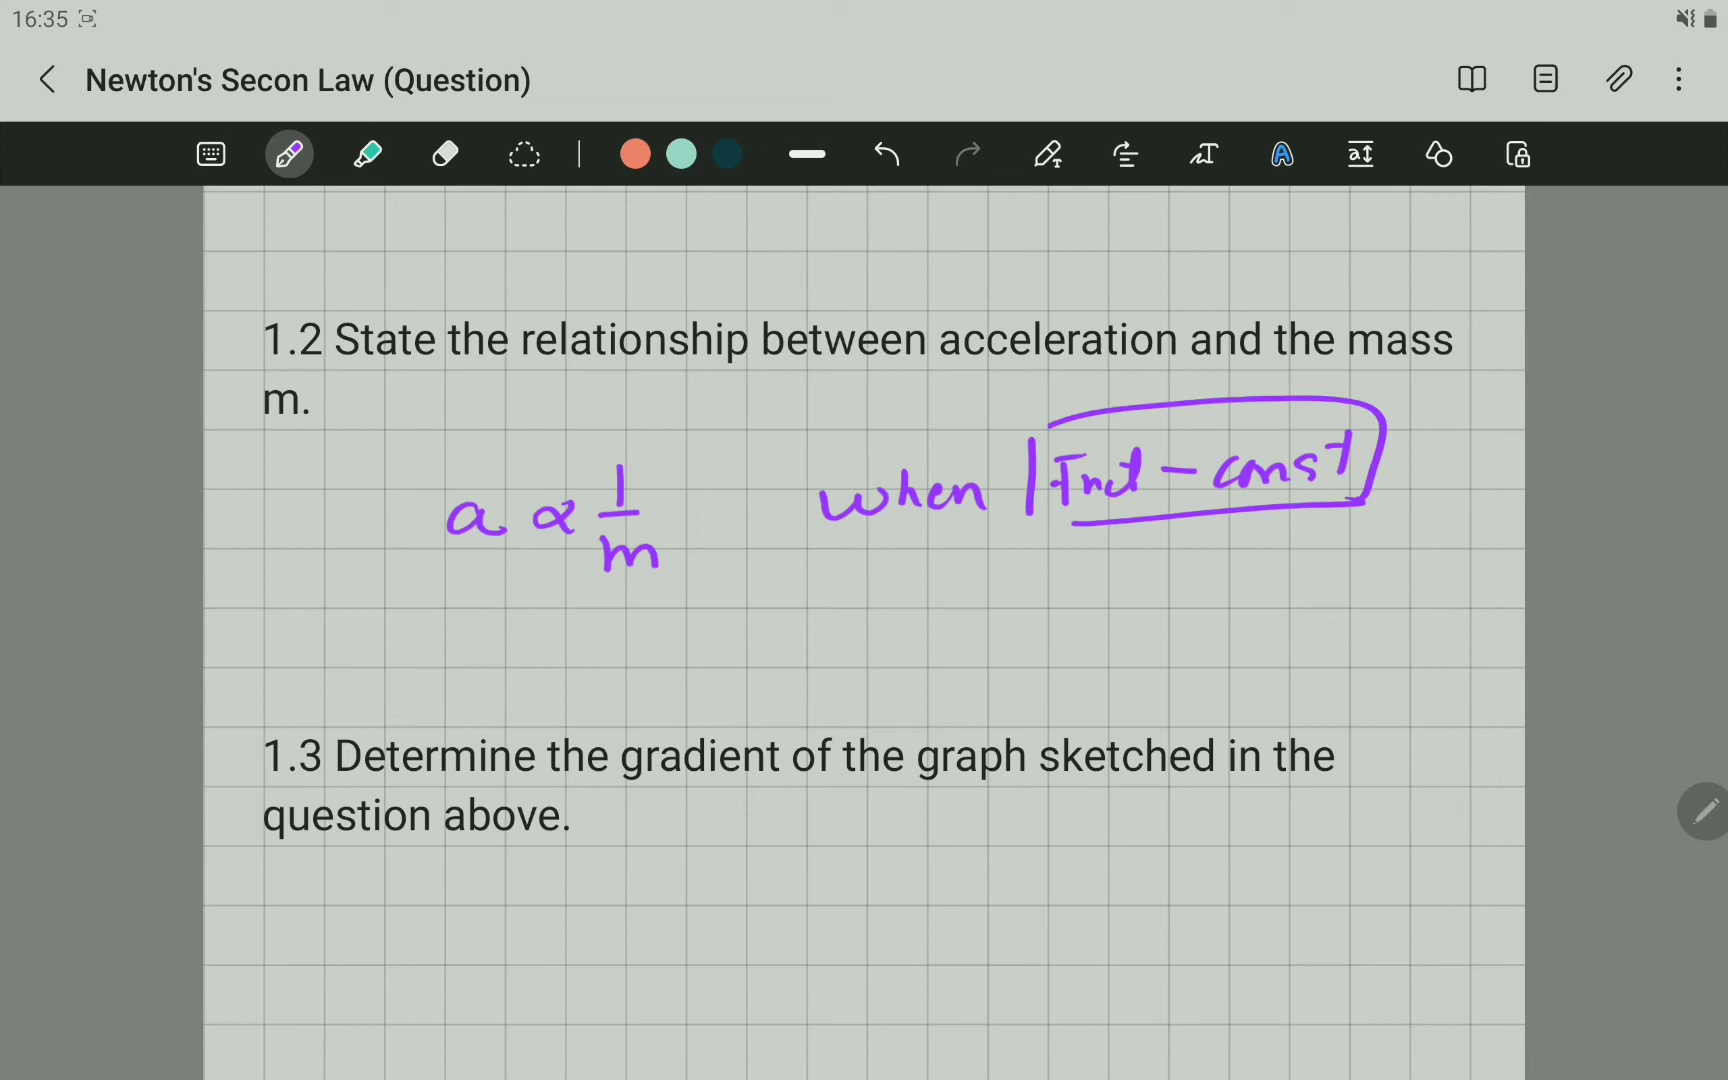 16:35
Newton's Secon Law (Question)
1.2 State the relationship between acceleration and the mass
m.
a ∝ 1/m when Fnet - const
1.3 Determine the gradient of the graph sketched in the
question above.